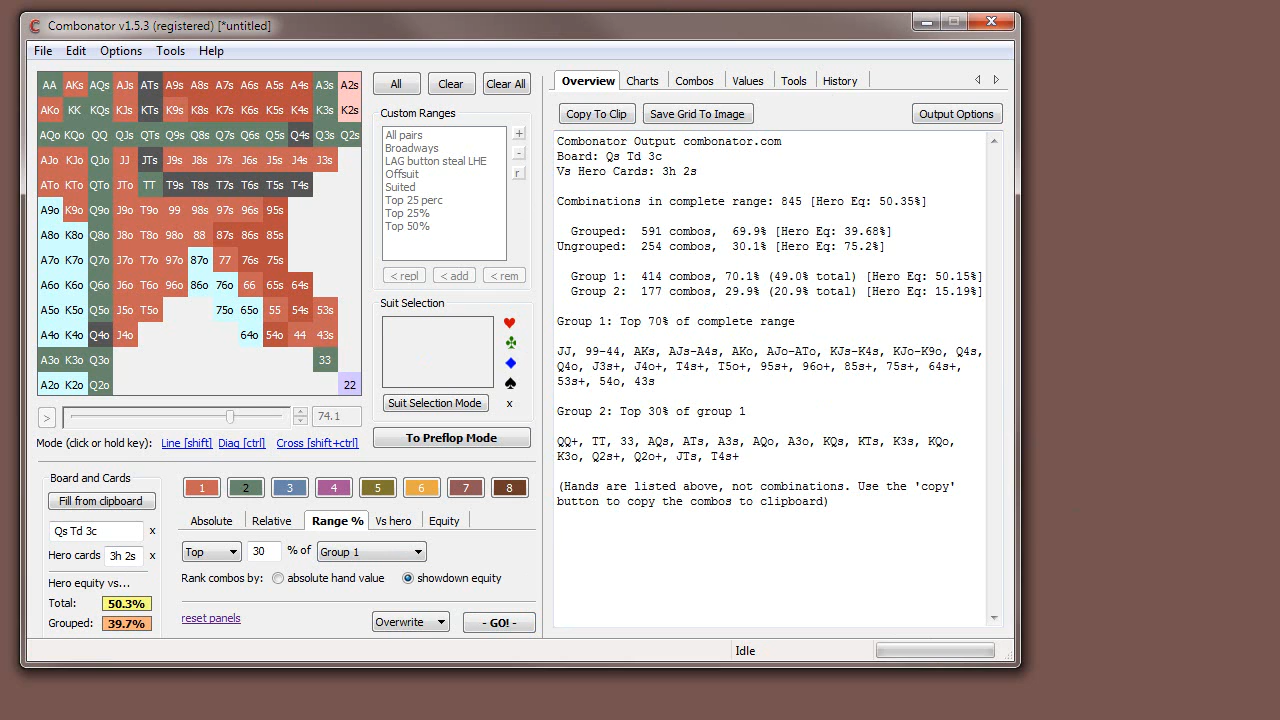 Combonator v1.5.3 (registered) [*untitled]
File Edit Options Tools Help
AA AKs AQs AJs ATs A9s A8s A7s A6s A5s A4s A3s A2s
AKo KK KQs KJs KTs K9s K8s K7s K6s K5s K4s K3s K2s
AQo KQo QQ QJs QTs Q9s Q8s Q7s Q6s Q5s Q4s Q3s Q2s
AJo KJo QJo JJ JTs J9s J8s J7s J6s J5s J4s J3s
ATo KTo QTo JTo TT T9s T8s T7s T6s T5s T4s
A9o K9o Q9o J9o T9o 99 98s 97s 96s 95s
A8o K8o Q8o J8o T8o 98o 88 87s 86s 85s
A7o K7o Q7o J7o T7o 97o 87o 77 76s 75s
A6o K6o Q6o J6o T6o 96o 86o 76o 66 65s 64s
A5o K5o Q5o J5o T5o 75o 65o 55 54s 53s
A4o K4o Q4o J4o 64o 54o 44 43s
A3o K3o Q3o 33
A2o K2o Q2o 22
> 74.1
Mode (click or hold key): Line [shift] Diag [ctrl] Cross [shift+ctrl]
All Clear Clear All
Custom Ranges
All pairs
Broadways
LAG button steal LHE
Offsuit
Suited
Top 25 perc
Top 25%
Top 50%
+
-
r
< repl < add < rem
Suit Selection
Suit Selection Mode x
To Preflop Mode
Board and Cards
Fill from clipboard
Qs Td 3c x
Hero cards 3h 2s x
Hero equity vs...
Total: 50.3%
Grouped: 39.7%
1 2 3 4 5 6 7 8
Absolute Relative Range % Vs hero Equity
Top 30 % of Group 1
Rank combos by: absolute hand value showdown equity
reset panels Overwrite - GO! -
Overview Charts Combos Values Tools History
Copy To Clip Save Grid To Image Output Options
Combonator Output combonator.com
Board: Qs Td 3c
Vs Hero Cards: 3h 2s
Combinations in complete range: 845 [Hero Eq: 50.35%]
Grouped: 591 combos, 69.9% [Hero Eq: 39.68%]
Ungrouped: 254 combos, 30.1% [Hero Eq: 75.2%]
Group 1: 414 combos, 70.1% (49.0% total) [Hero Eq: 50.15%]
Group 2: 177 combos, 29.9% (20.9% total) [Hero Eq: 15.19%]
Group 1: Top 70% of complete range
JJ, 99-44, AKs, AJs-A4s, AKo, AJo-ATo, KJs-K4s, KJo-K9o, Q4s,
Q4o, J3s+, J4o+, T4s+, T5o+, 95s+, 96o+, 85s+, 75s+, 64s+,
53s+, 54o, 43s
Group 2: Top 30% of group 1
QQ+, TT, 33, AQs, ATs, A3s, AQo, A3o, KQs, KTs, K3s, KQo,
K3o, Q2s+, Q2o+, JTs, T4s+
(Hands are listed above, not combinations. Use the 'copy'
button to copy the combos to clipboard)
Idle